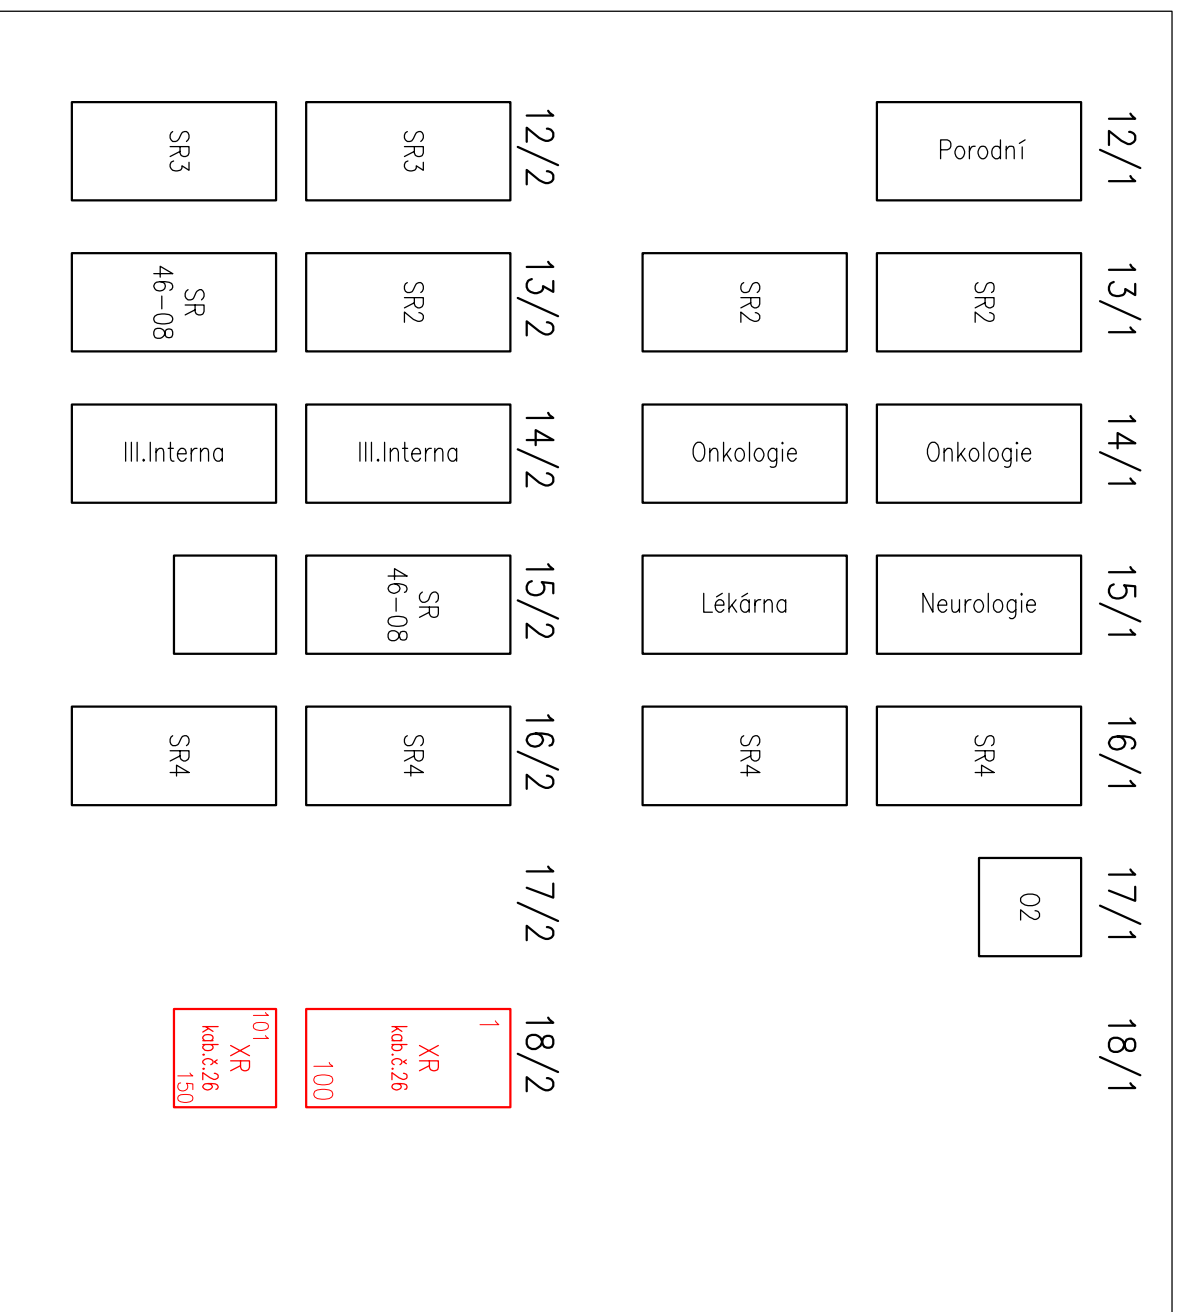 SR3
SR3
12/2
Porodní
12/1
SR
46-08
SR2
13/2
SR2
SR2
13/1
III.Interna
III.Interna
14/2
Onkologie
Onkologie
14/1
SR
46-08
15/2
Lékárna
Neurologie
15/1
SR4
SR4
16/2
SR4
SR4
16/1
17/2
O2
17/1
101
XR
kab.č.26
150
1
XR
kab.č.26
100
18/2
18/1